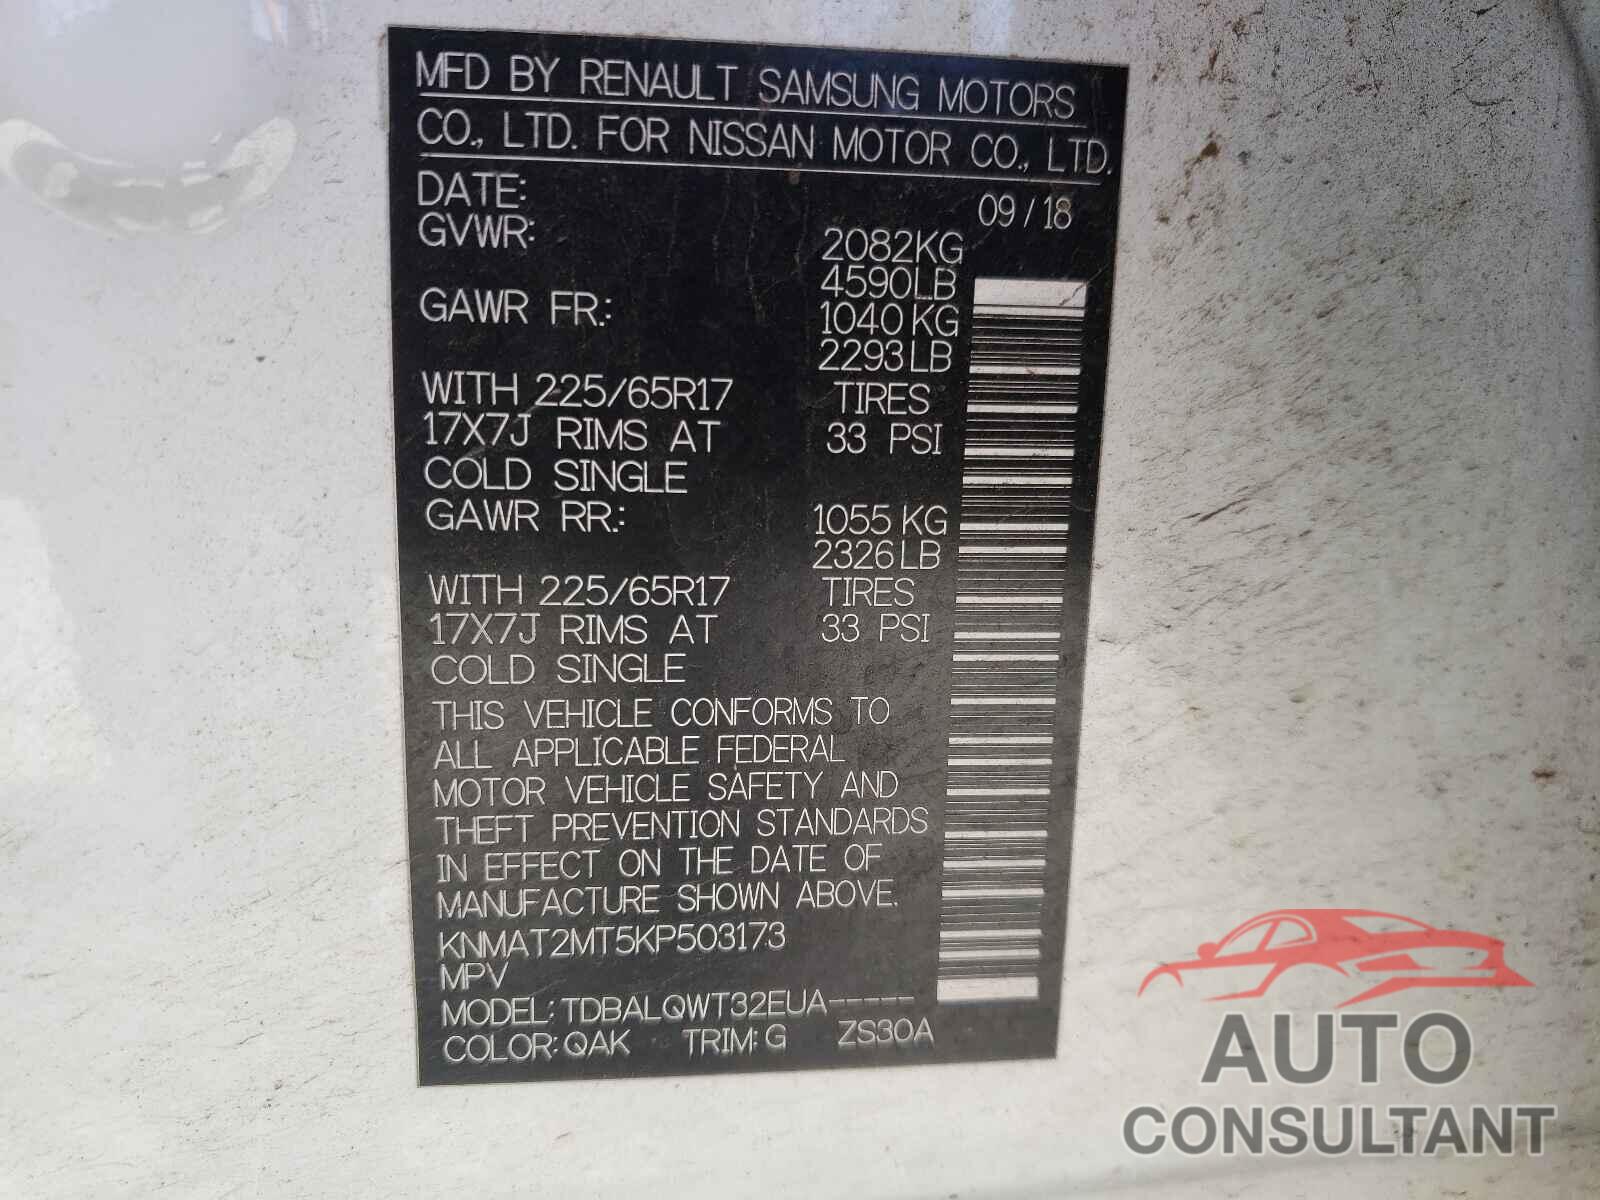 MFD BY RENAULT SAMSUNG MOTORS
CO., LTD. FOR NISSAN MOTOR CO., LTD.
DATE: 09 / 18
GVWR: 2082KG
4590LB
GAWR FR.: 1040 KG
2293LB
WITH 225/65R17 TIRES
17X7J RIMS AT 33 PSI
COLD SINGLE
GAWR RR.: 1055 KG
2326LB
WITH 225/65R17 TIRES
17X7J RIMS AT 33 PSI
COLD SINGLE
THIS VEHICLE CONFORMS TO
ALL APPLICABLE FEDERAL
MOTOR VEHICLE SAFETY AND
THEFT PREVENTION STANDARDS
IN EFFECT ON THE DATE OF
MANUFACTURE SHOWN ABOVE.
KNMAT2MT5KP503173
MPV
MODEL: TDBALQWT32EUA-----
COLOR: QAK TRIM: G ZS30A
AUTO
CONSULTANT